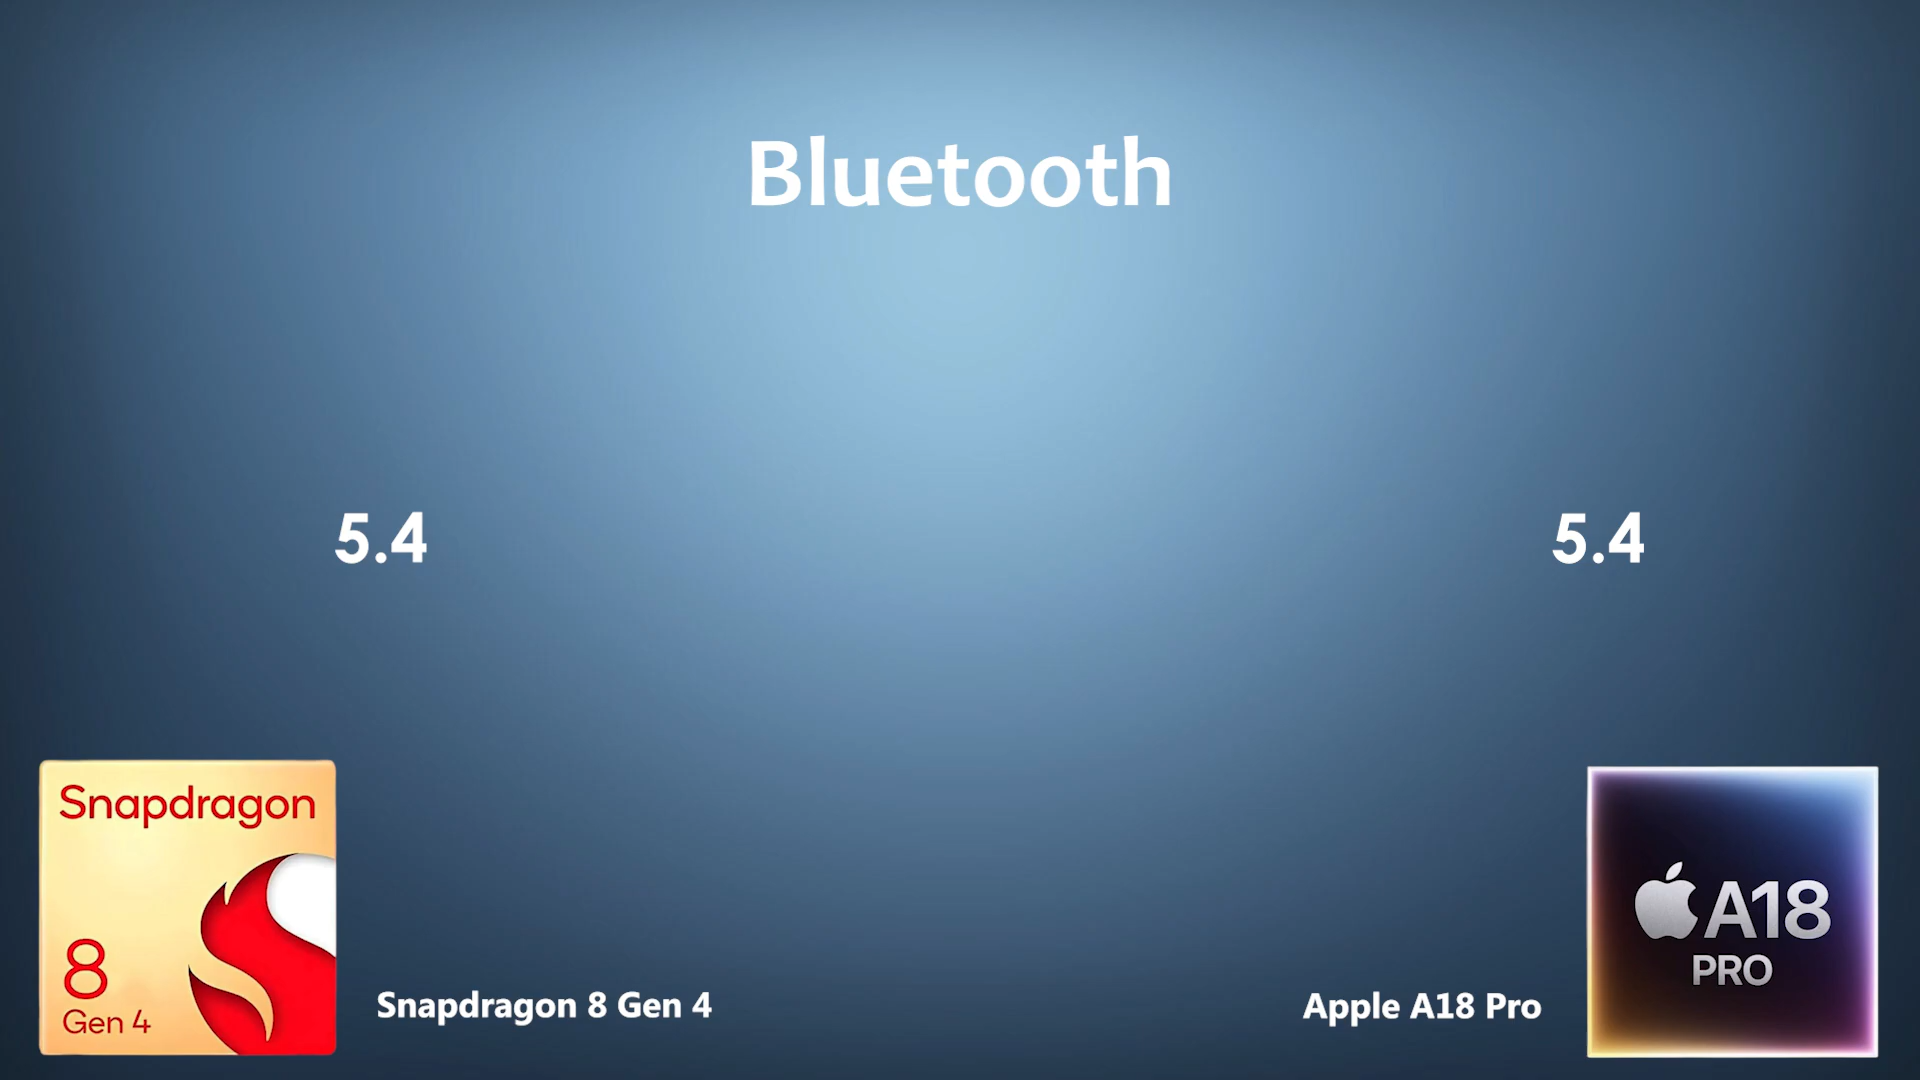 Bluetooth
5.4
5.4
Snapdragon
8
Gen 4
Snapdragon 8 Gen 4
Apple A18 Pro
A18
PRO